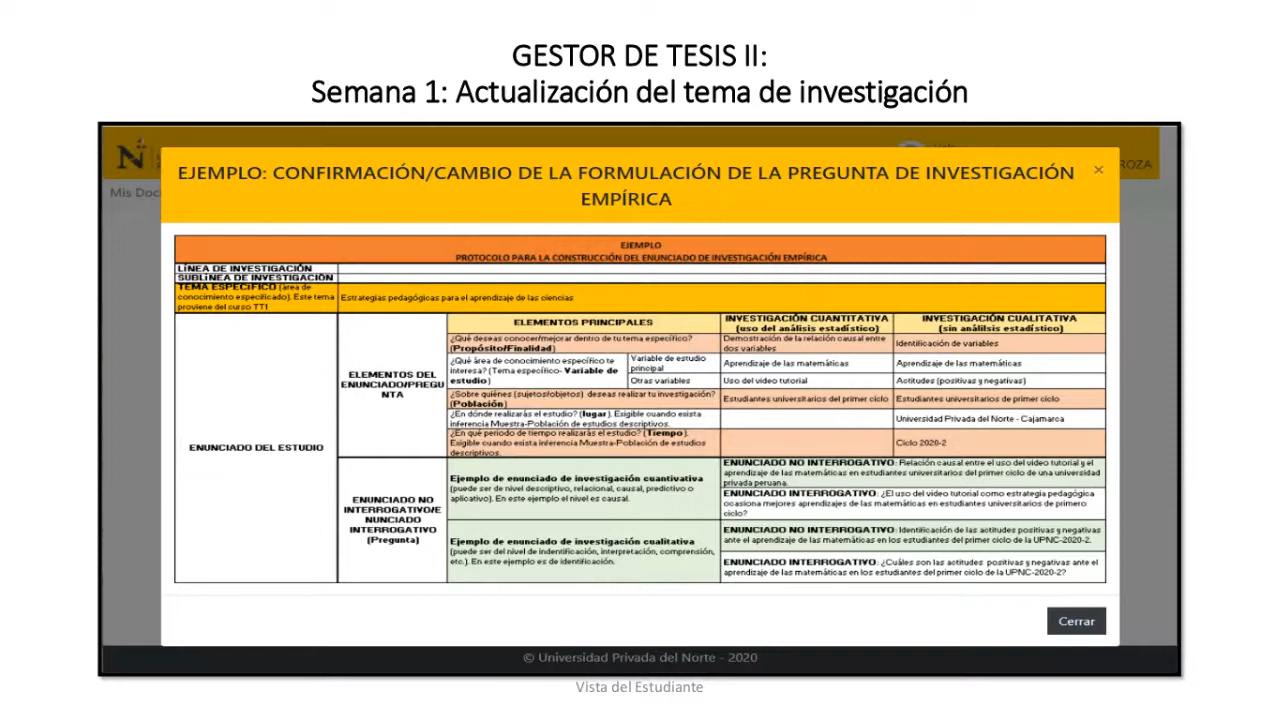 GESTOR DE TESIS II:
Semana 1: Actualización del tema de investigación
N
ROZA
Mis Doc
EJEMPLO: CONFIRMACIÓN/CAMBIO DE LA FORMULACIÓN DE LA PREGUNTA DE INVESTIGACIÓN
EMPÍRICA
×
EJEMPLO
PROTOCOLO PARA LA CONSTRUCCIÓN DEL ENUNCIADO DE INVESTIGACIÓN EMPÍRICA
LÍNEA DE INVESTIGACIÓN
SUBLÍNEA DE INVESTIGACIÓN
TEMA ESPECÍFICO (área de
conocimiento especificado). Este tema
proviene del curso TT1
Estrategias pedagógicas para el aprendizaje de las ciencias
ENUNCIADO DEL ESTUDIO
ELEMENTOS DEL
ENUNCIADO/PREGU
NTA
ELEMENTOS PRINCIPALES
INVESTIGACIÓN CUANTITATIVA
(uso del análisis estadístico)
INVESTIGACIÓN CUALITATIVA
(sin análilsis estadístico)
¿Qué deseas conocer/mejorar dentro de tu tema específico?
(Propósito/Finalidad)
Demostración de la relación causal entre
dos variables
Identificación de variables
¿Qué área de conocimiento específico te
interesa? (Tema específico- Variable de
estudio)
Variable de estudio
principal
Aprendizaje de las matemáticas
Aprendizaje de las matemáticas
Otras variables
Uso del video tutorial
Actitudes (positivas y negativas)
¿Sobre quiénes (sujetos/objetos) deseas realizar tu investigación?
(Población)
Estudiantes universitarios del primer ciclo
Estudiantes universitarios de primer ciclo
¿En dónde realizarás el estudio? (lugar). Exigible cuando exista
inferencia Muestra-Población de estudios descriptivos.
Universidad Privada del Norte - Cajamarca
¿En qué periodo de tiempo realizarás el estudio? (Tiempo).
Exigible cuando exista inferencia Muestra-Población de estudios
descriptivos.
Ciclo 2020-2
ENUNCIADO NO
INTERROGATIVO/E
NUNCIADO
INTERROGATIVO
(Pregunta)
Ejemplo de enunciado de investigación cuantivativa
(puede ser de nivel descriptivo, relacional, causal, predictivo o
aplicativo). En este ejemplo el nivel es causal.
ENUNCIADO NO INTERROGATIVO: Relación causal entre el uso del video tutorial y el
aprendizaje de las matemáticas en estudiantes universitarios del primer ciclo de una universidad
privada peruana.
ENUNCIADO INTERROGATIVO: ¿El uso del video tutorial como estrategia pedagógica
ocasiona mejores aprendizajes de las matemáticas en estudiantes universitarios de primero
ciclo?
Ejemplo de enunciado de investigación cualitativa
(puede ser del nivel de indentificación, interpretación, comprensión,
etc.). En este ejemplo es de identificación.
ENUNCIADO NO INTERROGATIVO: Identificación de las actitudes positivas y negativas
ante el aprendizaje de las matemáticas en los estudiantes del primer ciclo de la UPNC-2020-2.
ENUNCIADO INTERROGATIVO: ¿Cuáles son las actitudes positivas y negativas ante el
aprendizaje de las matemáticas en los estudiantes del primer ciclo de la UPNC-2020-2?
Cerrar
© Universidad Privada del Norte - 2020
Vista del Estudiante